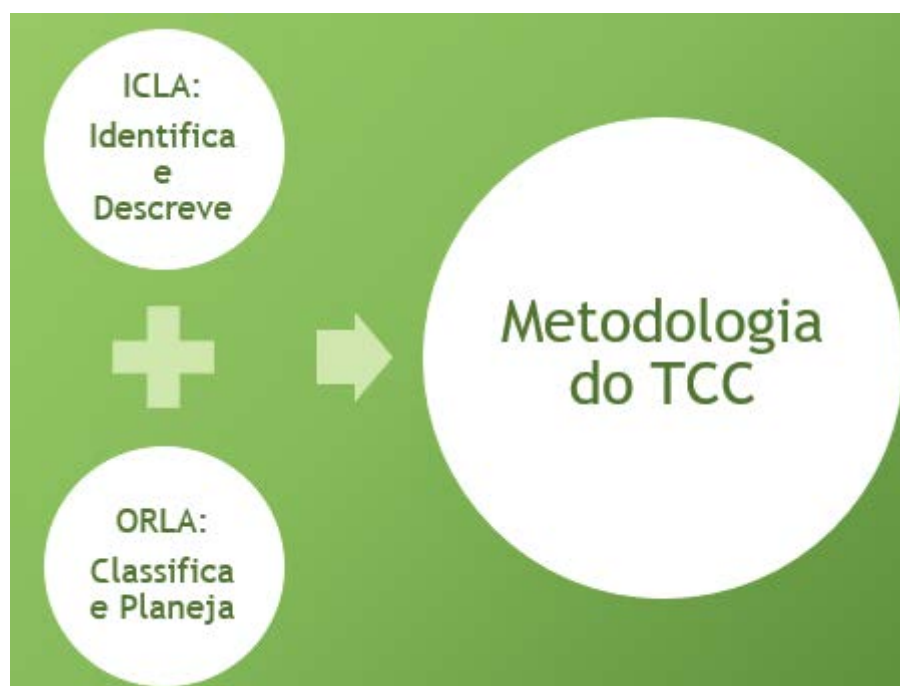 ICLA:
Identifica
e
Descreve
ORLA:
Classifica
e Planeja
Metodologia
do TCC